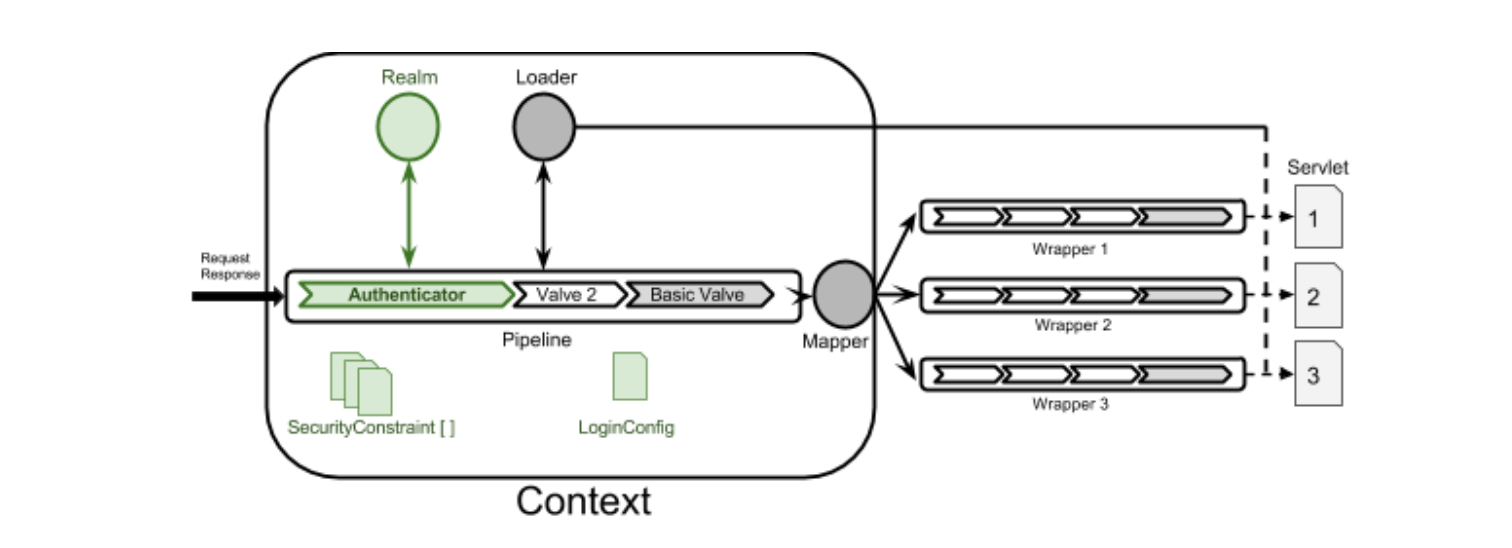 Realm
Loader
Servlet
1
Wrapper 1
Request
Response
Authenticator
Valve 2
Basic Valve
2
Wrapper 2
Pipeline
Mapper
3
Wrapper 3
SecurityConstraint [ ]
LoginConfig
Context